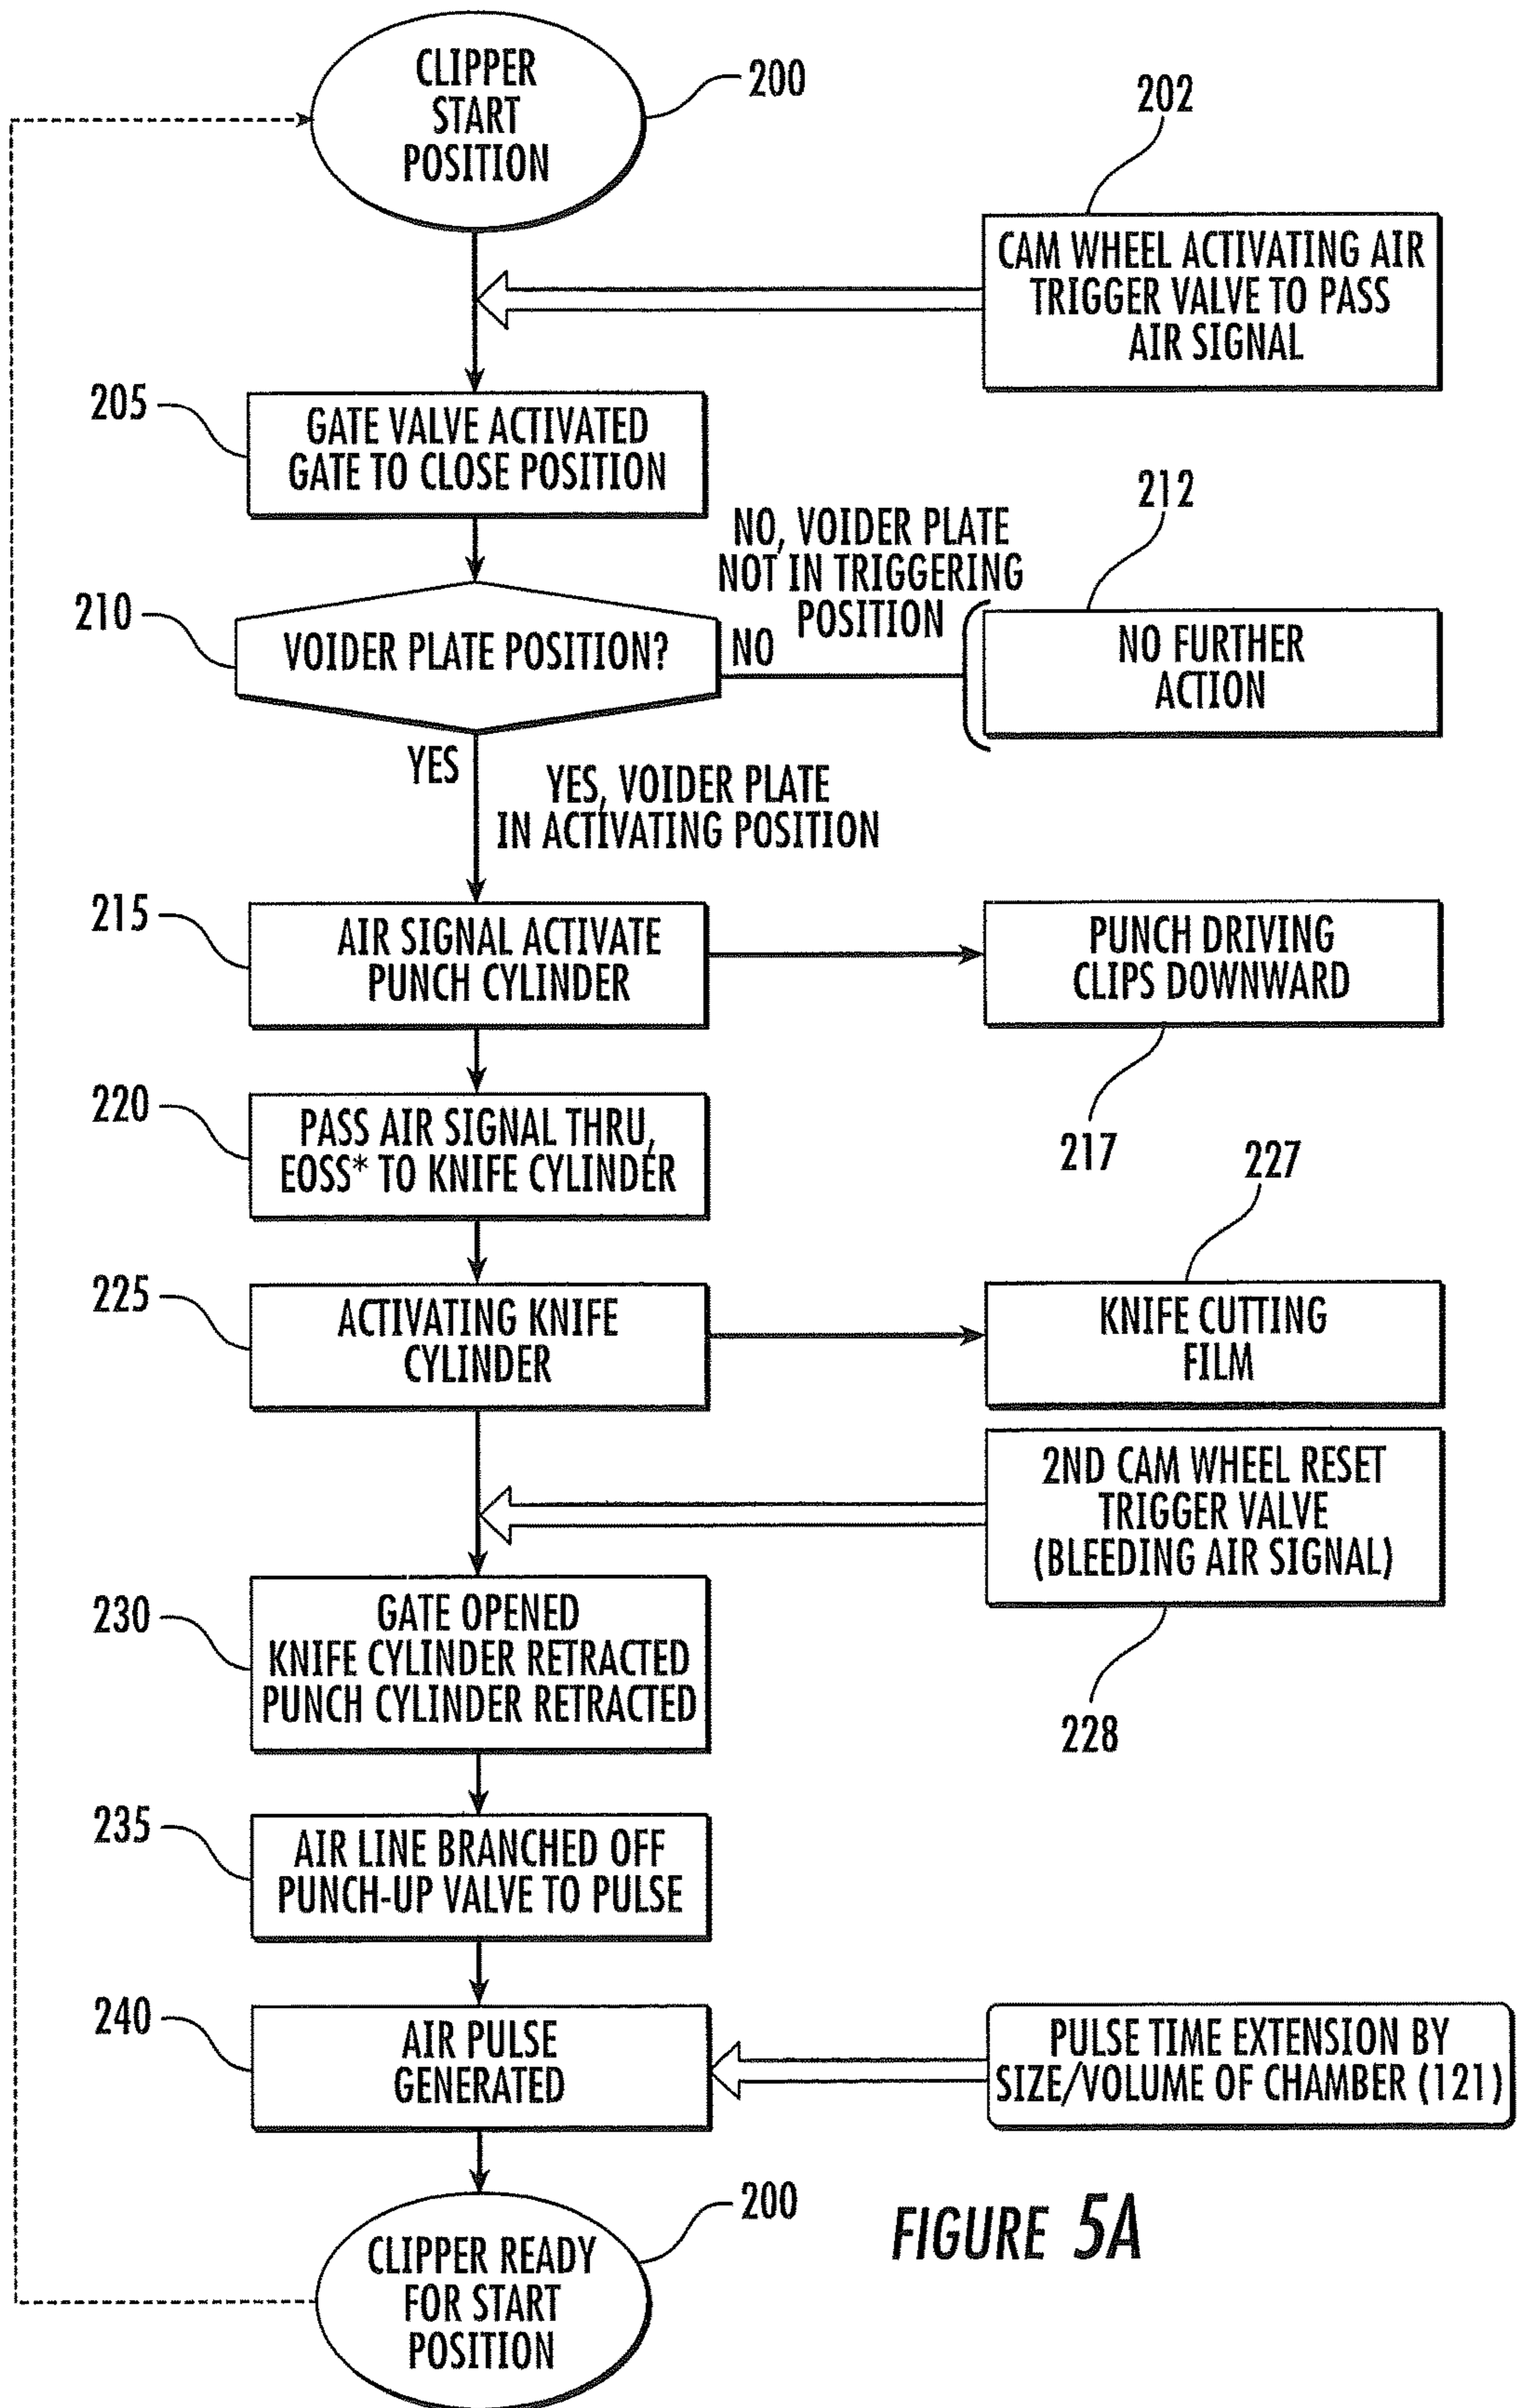 CLIPPER
START
POSITION
200
202
CAM WHEEL ACTIVATING AIR
TRIGGER VALVE TO PASS
AIR SIGNAL
205
GATE VALVE ACTIVATED
GATE TO CLOSE POSITION
210
VOIDER PLATE POSITION?
NO, VOIDER PLATE
NOT IN TRIGGERING
POSITION
NO
212
NO FURTHER
ACTION
YES
YES, VOIDER PLATE
IN ACTIVATING POSITION
215
AIR SIGNAL ACTIVATE
PUNCH CYLINDER
PUNCH DRIVING
CLIPS DOWNWARD
217
220
PASS AIR SIGNAL THRU,
EOSS* TO KNIFE CYLINDER
225
ACTIVATING KNIFE
CYLINDER
227
KNIFE CUTTING
FILM
2ND CAM WHEEL RESET
TRIGGER VALVE
(BLEEDING AIR SIGNAL)
228
230
GATE OPENED
KNIFE CYLINDER RETRACTED
PUNCH CYLINDER RETRACTED
235
AIR LINE BRANCHED OFF
PUNCH-UP VALVE TO PULSE
240
AIR PULSE
GENERATED
PULSE TIME EXTENSION BY
SIZE/VOLUME OF CHAMBER (121)
200
CLIPPER READY
FOR START
POSITION
FIGURE 5A